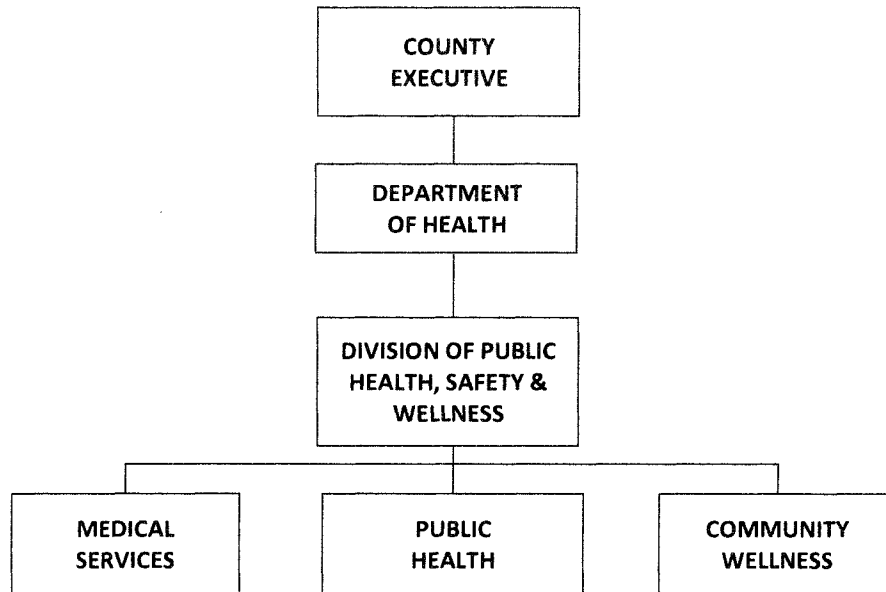 COUNTY
EXECUTIVE
DEPARTMENT
OF HEALTH
DIVISION OF PUBLIC
HEALTH, SAFETY &
WELLNESS
MEDICAL
SERVICES
PUBLIC
HEALTH
COMMUNITY
WELLNESS